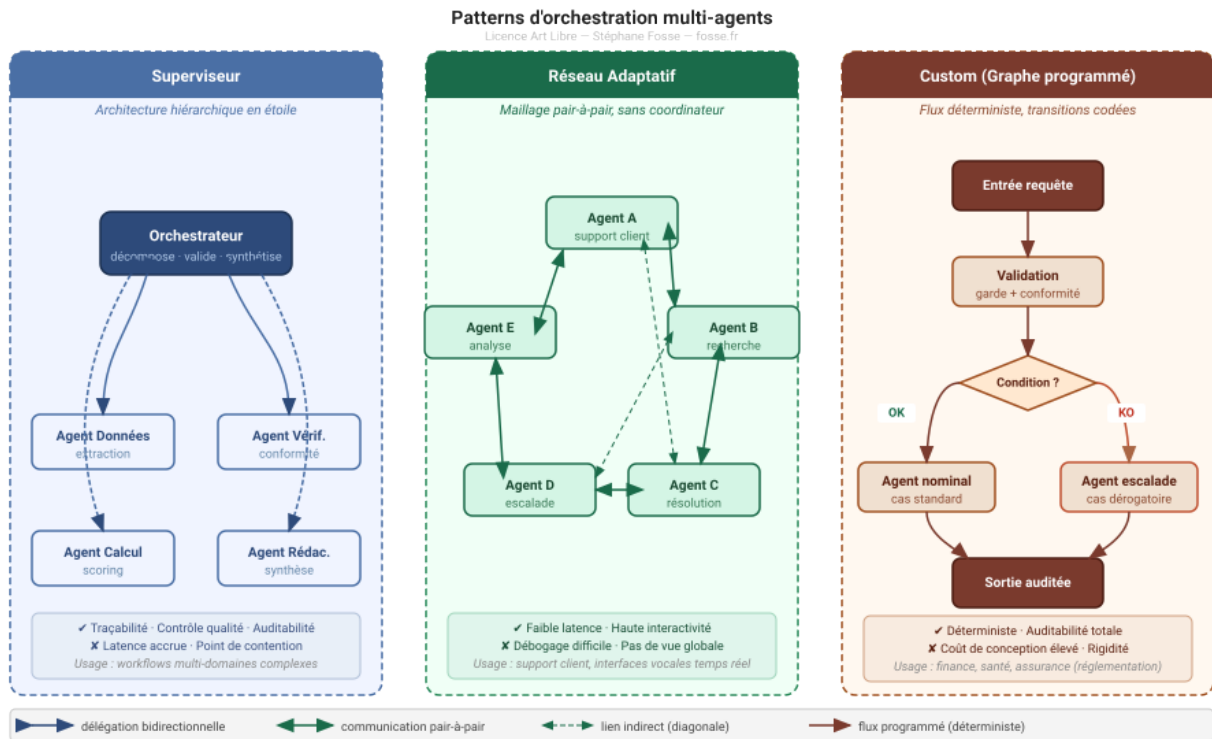 Patterns d'orchestration multi-agents
Licence Art Libre — Stéphane Fosse — fosse.fr
Superviseur
Architecture hiérarchique en étoile
Orchestrateur
décompose · valide · synthétise
Agent Données
extraction
Agent Vérif.
conformité
Agent Calcul
scoring
Agent Rédac.
synthèse
✔ Traçabilité · Contrôle qualité · Auditabilité
✘ Latence accrue · Point de contention
Usage : workflows multi-domaines complexes
Réseau Adaptatif
Maillage pair-à-pair, sans coordinateur
Agent A
support client
Agent E
analyse
Agent B
recherche
Agent D
escalade
Agent C
résolution
✔ Faible latence · Haute interactivité
✘ Débogage difficile · Pas de vue globale
Usage : support client, interfaces vocales temps réel
Custom (Graphe programmé)
Flux déterministe, transitions codées
Entrée requête
Validation
garde + conformité
Condition ?
OK
KO
Agent nominal
cas standard
Agent escalade
cas dérogatoire
Sortie auditée
✔ Déterministe · Auditabilité totale
✘ Coût de conception élevé · Rigidité
Usage : finance, santé, assurance (réglementation)
délégation bidirectionnelle
communication pair-à-pair
lien indirect (diagonale)
flux programmé (déterministe)